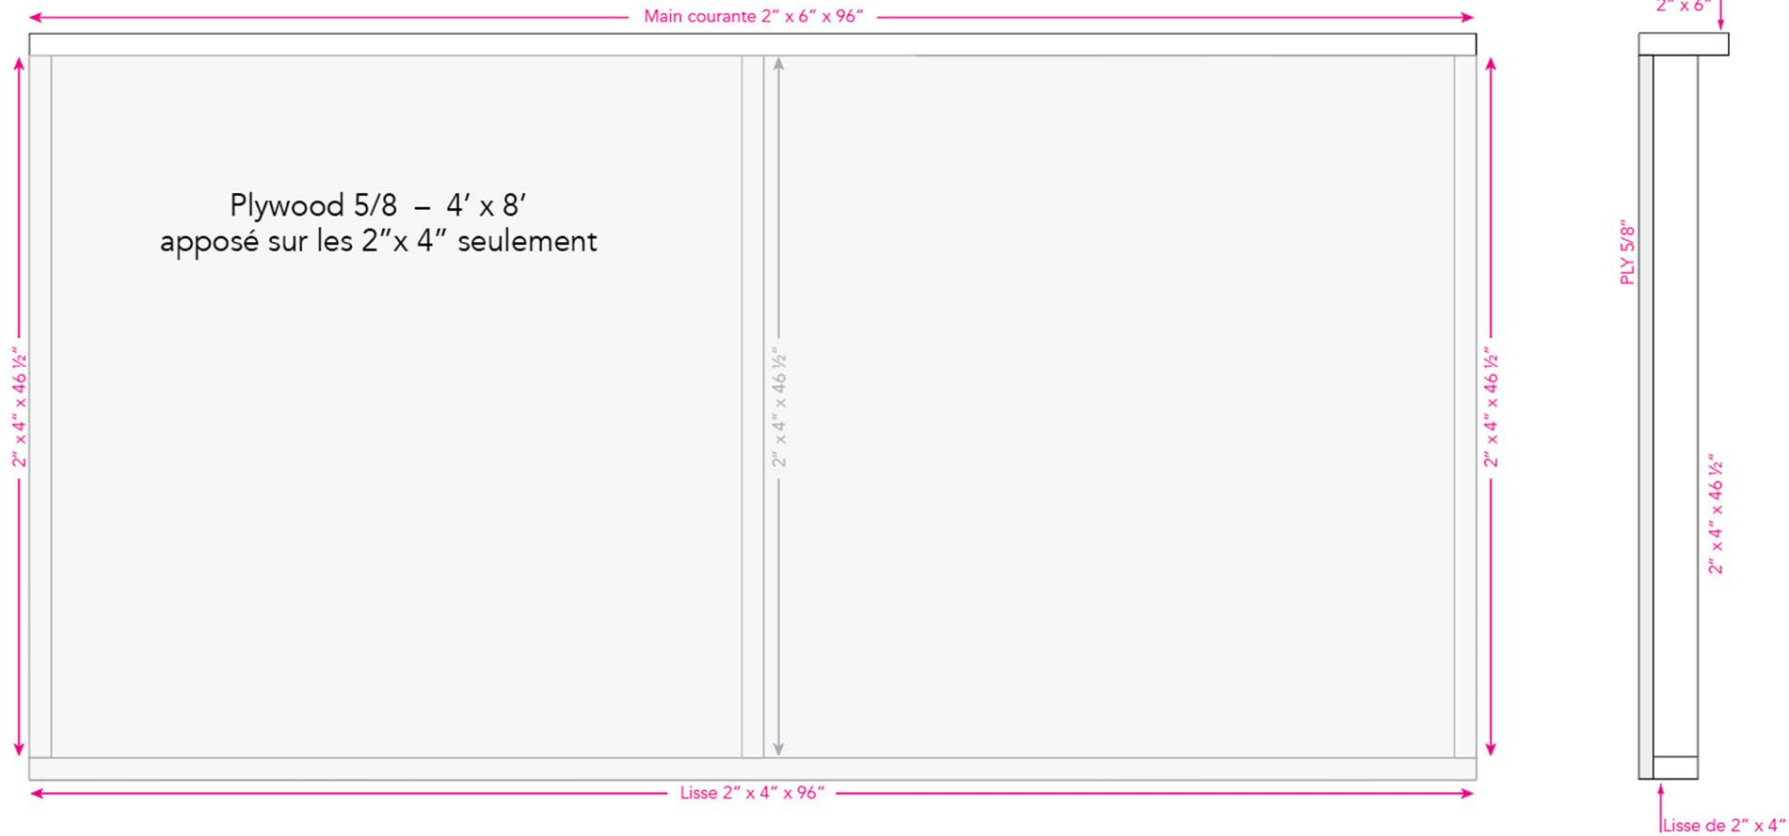 Main courante 2” x 6” x 96”
2” x 6”
Plywood 5/8 – 4’ x 8’
apposé sur les 2”x 4” seulement
PLY 5/8”
2” x 4” x 46 ½”
2” x 4” x 46 ½”
2” x 4” x 46 ½”
2” x 4” x 46 ½”
Lisse 2” x 4” x 96”
Lisse de 2” x 4”